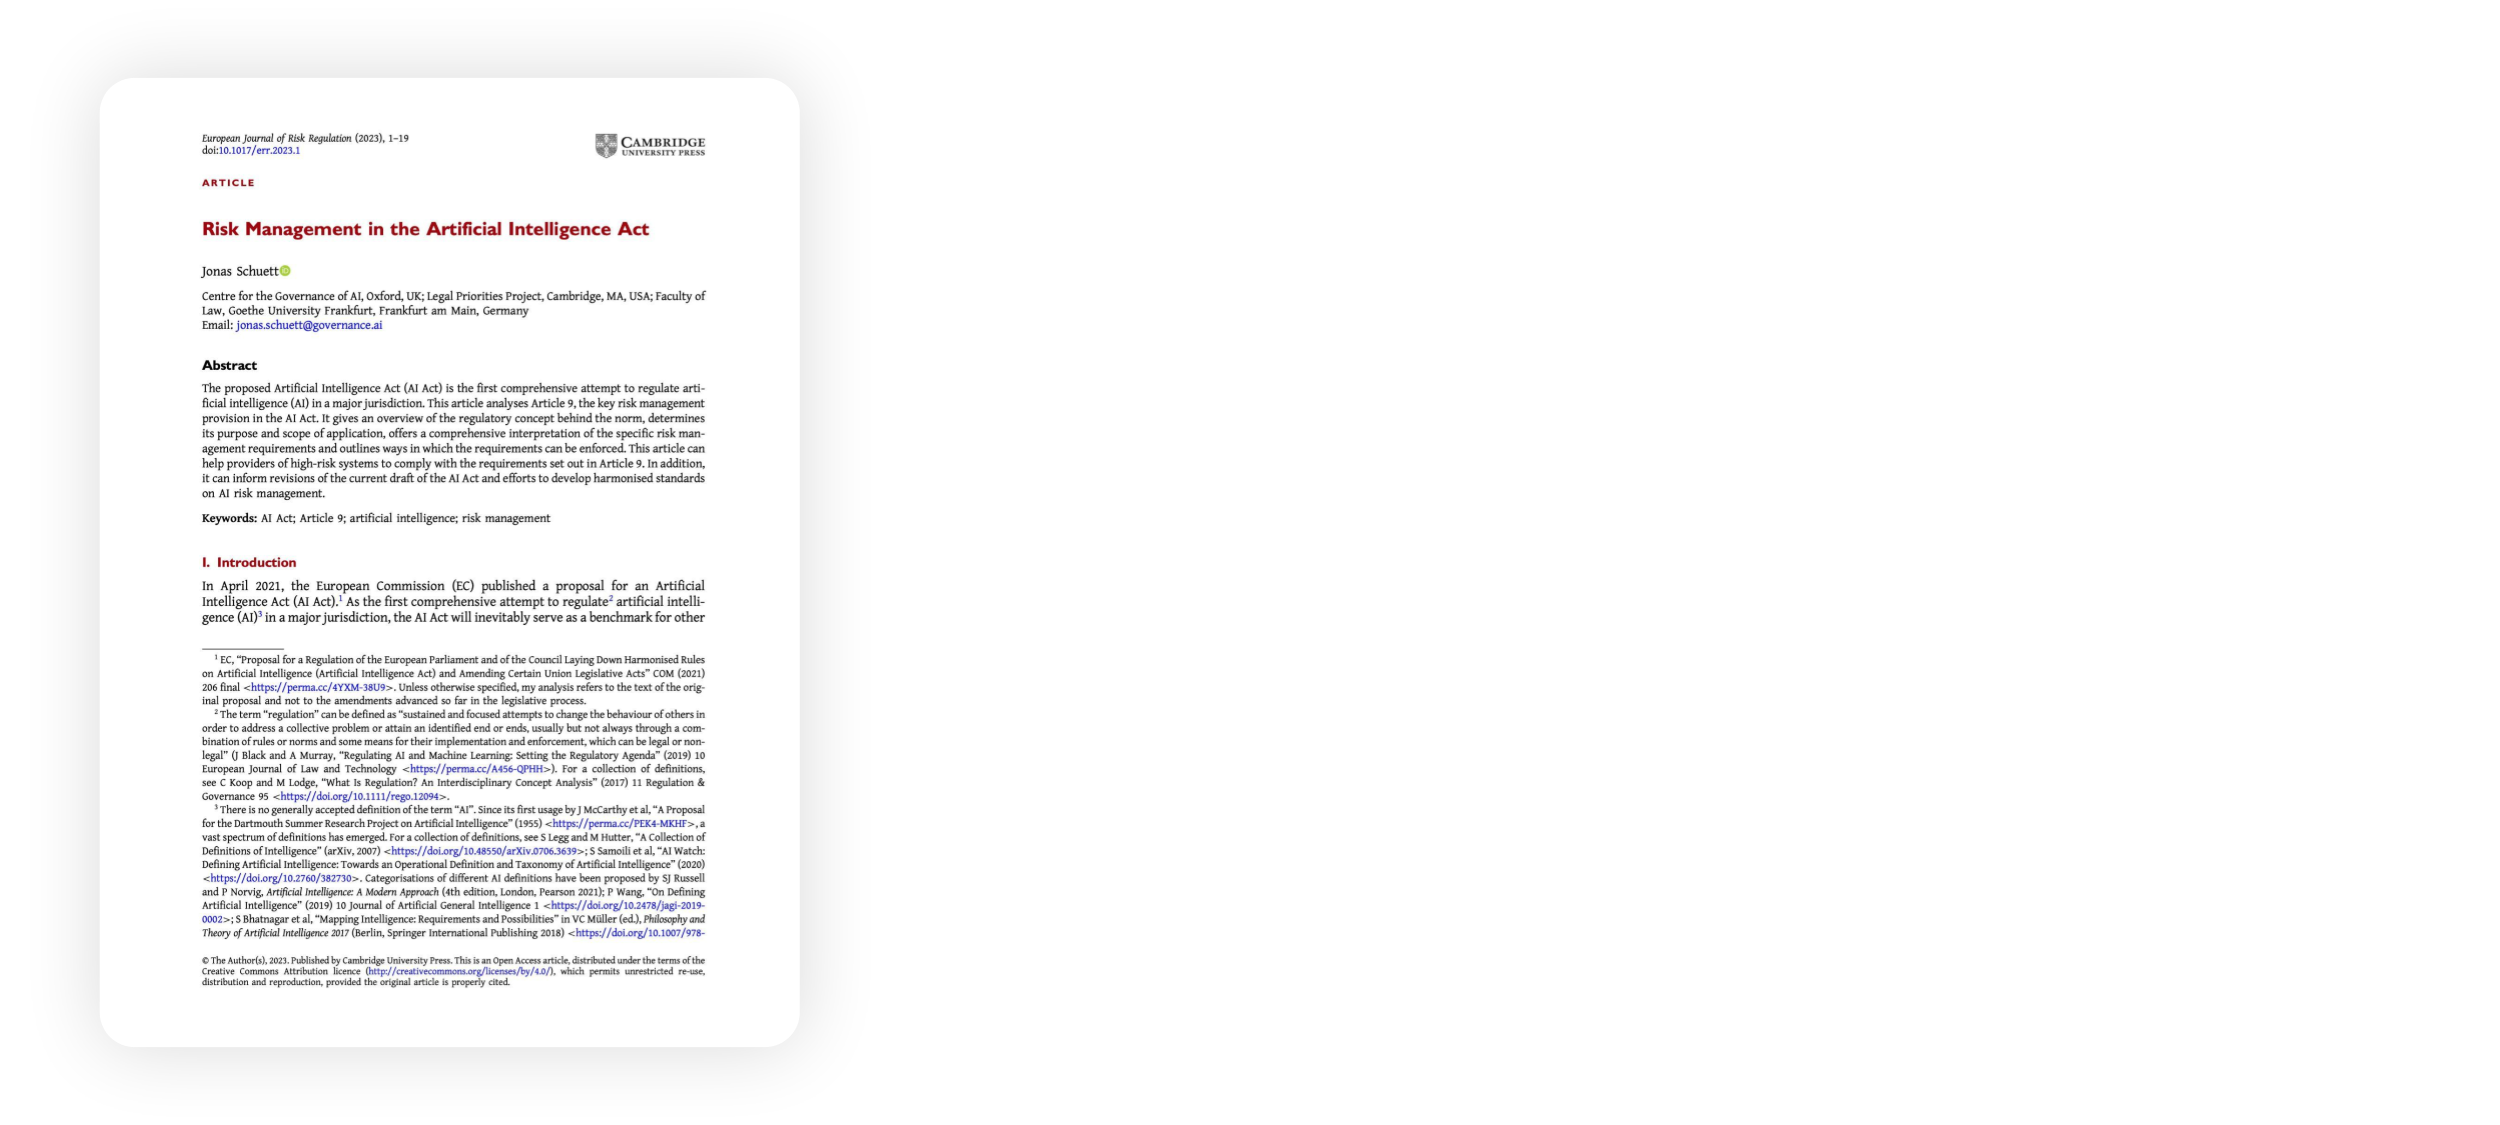 European Journal of Risk Regulation (2023), 1–19
doi:10.1017/err.2023.1
CAMBRIDGE
UNIVERSITY PRESS
ARTICLE
Risk Management in the Artificial Intelligence Act
Jonas Schuett
Centre for the Governance of AI, Oxford, UK; Legal Priorities Project, Cambridge, MA, USA; Faculty of
Law, Goethe University Frankfurt, Frankfurt am Main, Germany
Email: jonas.schuett@governance.ai
Abstract
The proposed Artificial Intelligence Act (AI Act) is the first comprehensive attempt to regulate arti-
ficial intelligence (AI) in a major jurisdiction. This article analyses Article 9, the key risk management
provision in the AI Act. It gives an overview of the regulatory concept behind the norm, determines
its purpose and scope of application, offers a comprehensive interpretation of the specific risk man-
agement requirements and outlines ways in which the requirements can be enforced. This article can
help providers of high-risk systems to comply with the requirements set out in Article 9. In addition,
it can inform revisions of the current draft of the AI Act and efforts to develop harmonised standards
on AI risk management.
Keywords: AI Act; Article 9; artificial intelligence; risk management
I. Introduction
In April 2021, the European Commission (EC) published a proposal for an Artificial
Intelligence Act (AI Act).1 As the first comprehensive attempt to regulate2 artificial intelli-
gence (AI)3 in a major jurisdiction, the AI Act will inevitably serve as a benchmark for other
1 EC, “Proposal for a Regulation of the European Parliament and of the Council Laying Down Harmonised Rules
on Artificial Intelligence (Artificial Intelligence Act) and Amending Certain Union Legislative Acts” COM (2021)
206 final <https://perma.cc/4YXM-38U9>. Unless otherwise specified, my analysis refers to the text of the orig-
inal proposal and not to the amendments advanced so far in the legislative process.
2 The term “regulation” can be defined as “sustained and focused attempts to change the behaviour of others in
order to address a collective problem or attain an identified end or ends, usually but not always through a com-
bination of rules or norms and some means for their implementation and enforcement, which can be legal or non-
legal” (J Black and A Murray, “Regulating AI and Machine Learning: Setting the Regulatory Agenda” (2019) 10
European Journal of Law and Technology <https://perma.cc/A456-QPHH>). For a collection of definitions,
see C Koop and M Lodge, “What Is Regulation? An Interdisciplinary Concept Analysis” (2017) 11 Regulation &
Governance 95 <https://doi.org/10.1111/rego.12094>.
3 There is no generally accepted definition of the term “AI”. Since its first usage by J McCarthy et al, “A Proposal
for the Dartmouth Summer Research Project on Artificial Intelligence” (1955) <https://perma.cc/PEK4-MKHF>, a
vast spectrum of definitions has emerged. For a collection of definitions, see S Legg and M Hutter, “A Collection of
Definitions of Intelligence” (arXiv, 2007) <https://doi.org/10.48550/arXiv.0706.3639>; S Samoili et al, “AI Watch:
Defining Artificial Intelligence: Towards an Operational Definition and Taxonomy of Artificial Intelligence” (2020)
<https://doi.org/10.2760/382730>. Categorisations of different AI definitions have been proposed by SJ Russell
and P Norvig, Artificial Intelligence: A Modern Approach (4th edition, London, Pearson 2021); P Wang, “On Defining
Artificial Intelligence” (2019) 10 Journal of Artificial General Intelligence 1 <https://doi.org/10.2478/jagi-2019-
0002>; S Bhatnagar et al, “Mapping Intelligence: Requirements and Possibilities” in VC Müller (ed.), Philosophy and
Theory of Artificial Intelligence 2017 (Berlin, Springer International Publishing 2018) <https://doi.org/10.1007/978-
© The Author(s), 2023. Published by Cambridge University Press. This is an Open Access article, distributed under the terms of the
Creative Commons Attribution licence (http://creativecommons.org/licenses/by/4.0/), which permits unrestricted re-use,
distribution and reproduction, provided the original article is properly cited.